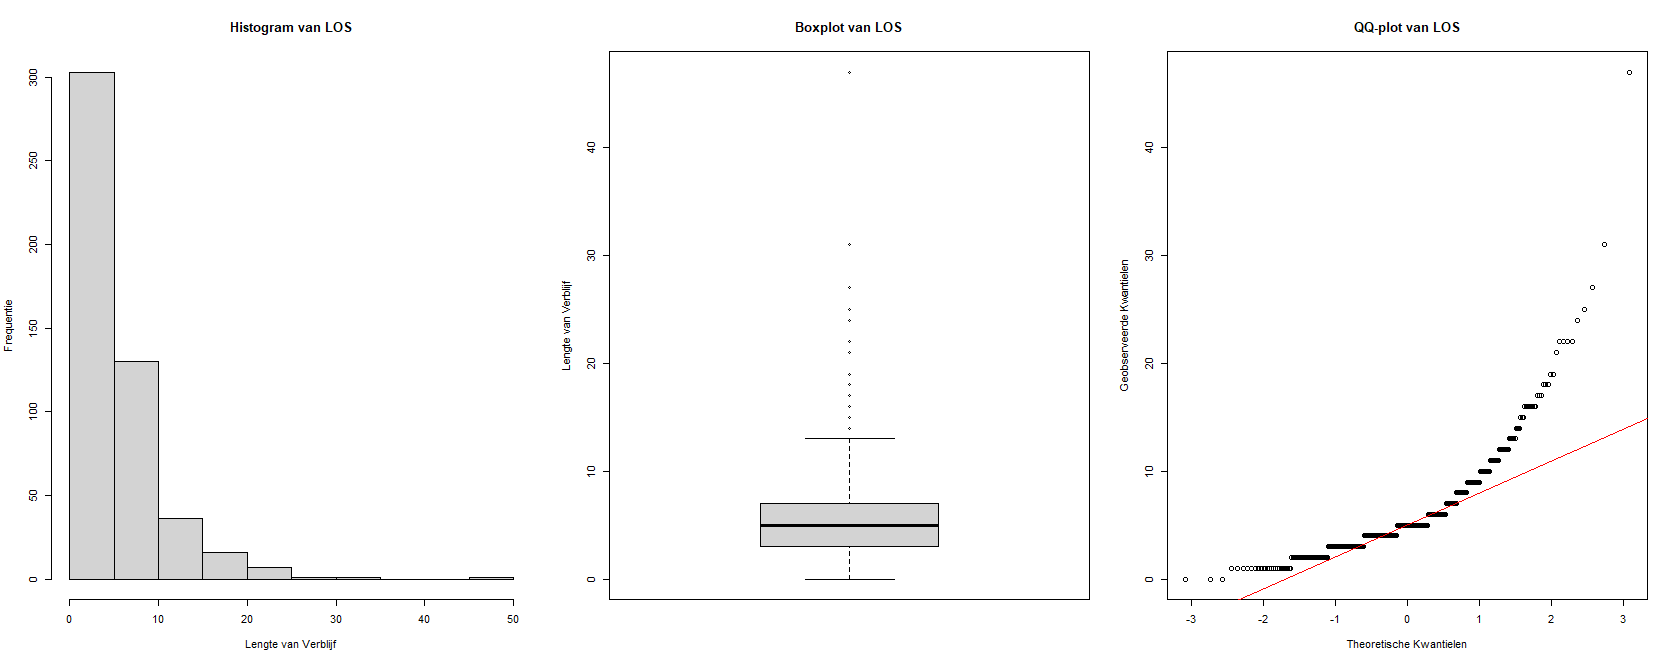 Histogram van LOS
Frequentie
0
50
100
150
200
250
300
0 10 20 30 40 50
Lengte van Verblijf
Boxplot van LOS
Lengte van Verblijf
0
10
20
30
40
QQ-plot van LOS
Geobserveerde Kwantielen
0
10
20
30
40
-3 -2 -1 0 1 2 3
Theoretische Kwantielen